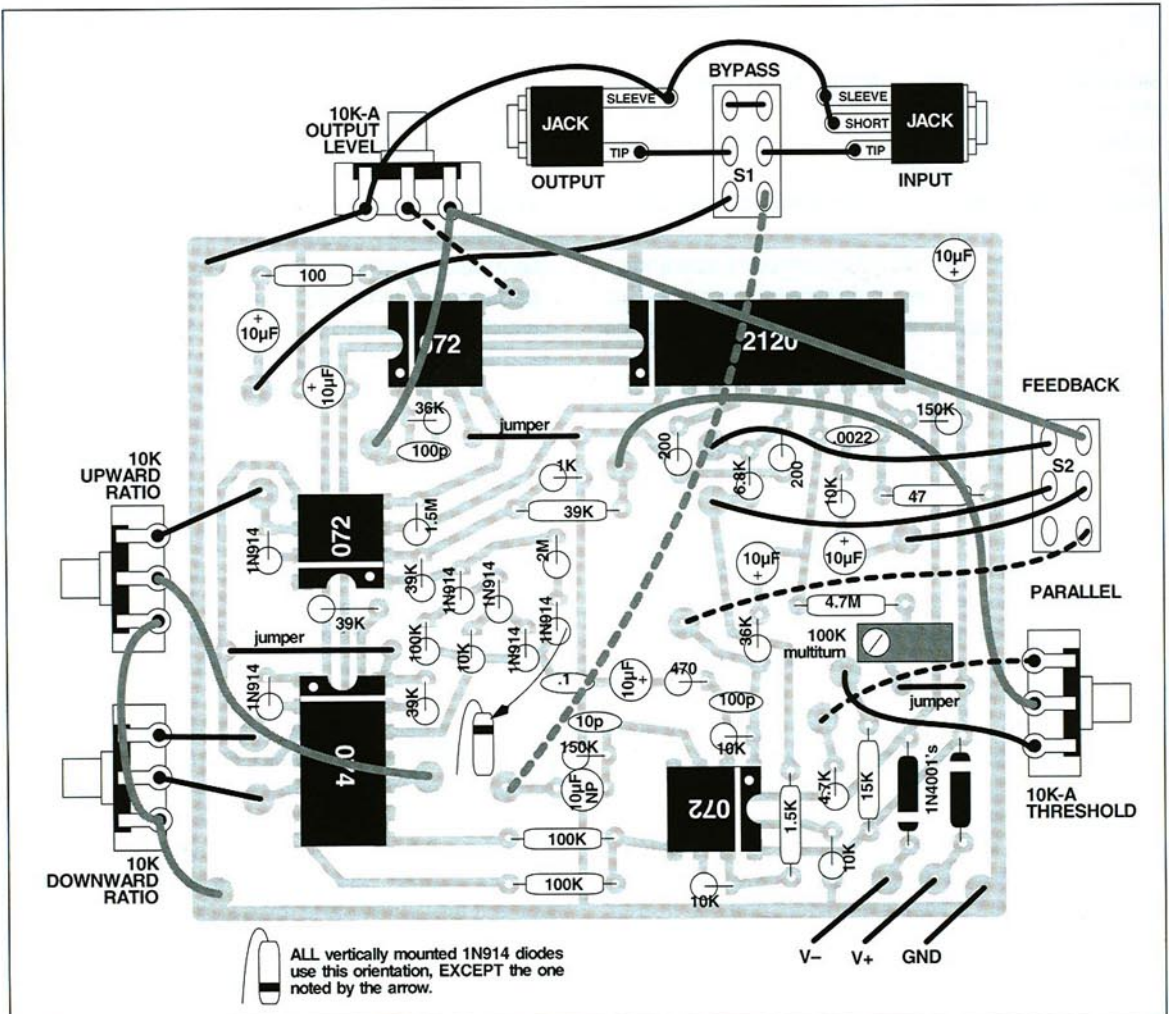 BYPASS
10K-A
OUTPUT
LEVEL
JACK
SLEEVE
TIP
OUTPUT
S1
SLEEVE
SHORT
TIP
JACK
INPUT
100
+
10µF
+
10µF
072
2120
10µF
+
FEEDBACK
36K
100p
jumper
200
6.8K
200
.0022
150K
S2
10K
UPWARD
RATIO
1K
10K
47
39K
072
1.5M
1N914
2M
10µF
+
10µF
+
PARALLEL
39K
1N914
1N914
1N914
39K
4.7M
jumper
100K
10K
1N914
36K
100K
multiturn
1N914
39K
.1
10µF
+
470
100p
jumper
074
10p
150K
10K
10µF
NP
072
1.5K
4.7K
15K
1N4001's
10K-A
THRESHOLD
100K
10K
100K
10K
10K
DOWNWARD
RATIO
V–
V+
GND
ALL vertically mounted 1N914 diodes
use this orientation, EXCEPT the one
noted by the arrow.